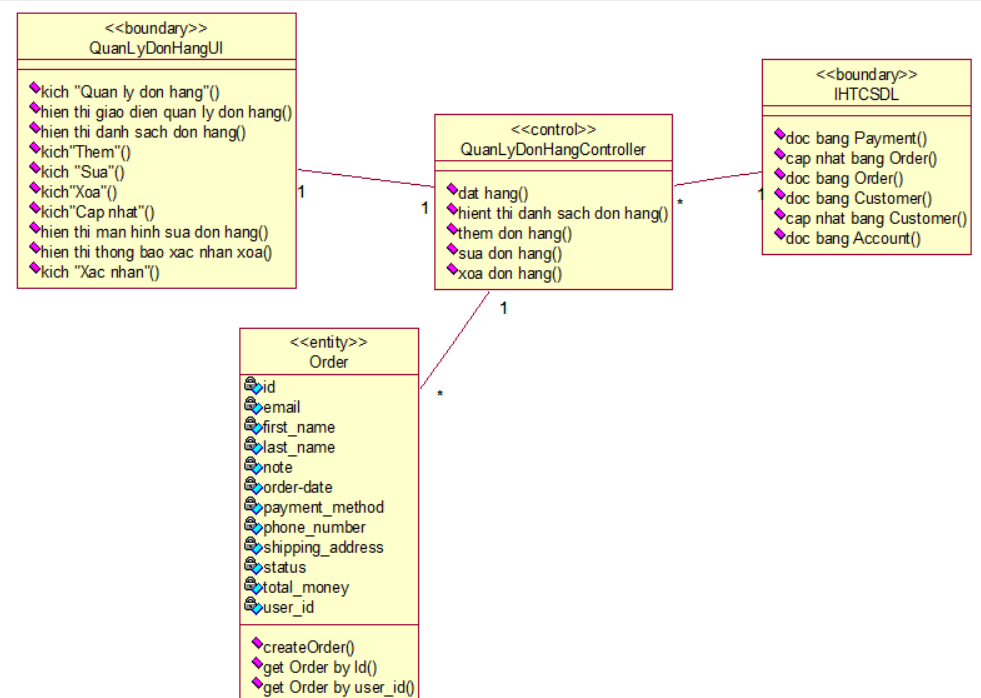 <<boundary>>
QuanLyDonHangUI
kich "Quan ly don hang"()
hien thi giao dien quan ly don hang()
hien thi danh sach don hang()
kich"Them"()
kich "Sua"()
kich"Xoa"()
kich"Cap nhat"()
hien thi man hinh sua don hang()
hien thi thong bao xac nhan xoa()
kich "Xac nhan"()
1
1
<<control>>
QuanLyDonHangController
dat hang()
hient thi danh sach don hang()
them don hang()
sua don hang()
xoa don hang()
*
1
<<boundary>>
IHTCSDL
doc bang Payment()
cap nhat bang Order()
doc bang Order()
doc bang Customer()
cap nhat bang Customer()
doc bang Account()
1
*
<<entity>>
Order
id
email
first_name
last_name
note
order-date
payment_method
phone_number
shipping_address
status
total_money
user_id
createOrder()
get Order by Id()
get Order by user_id()